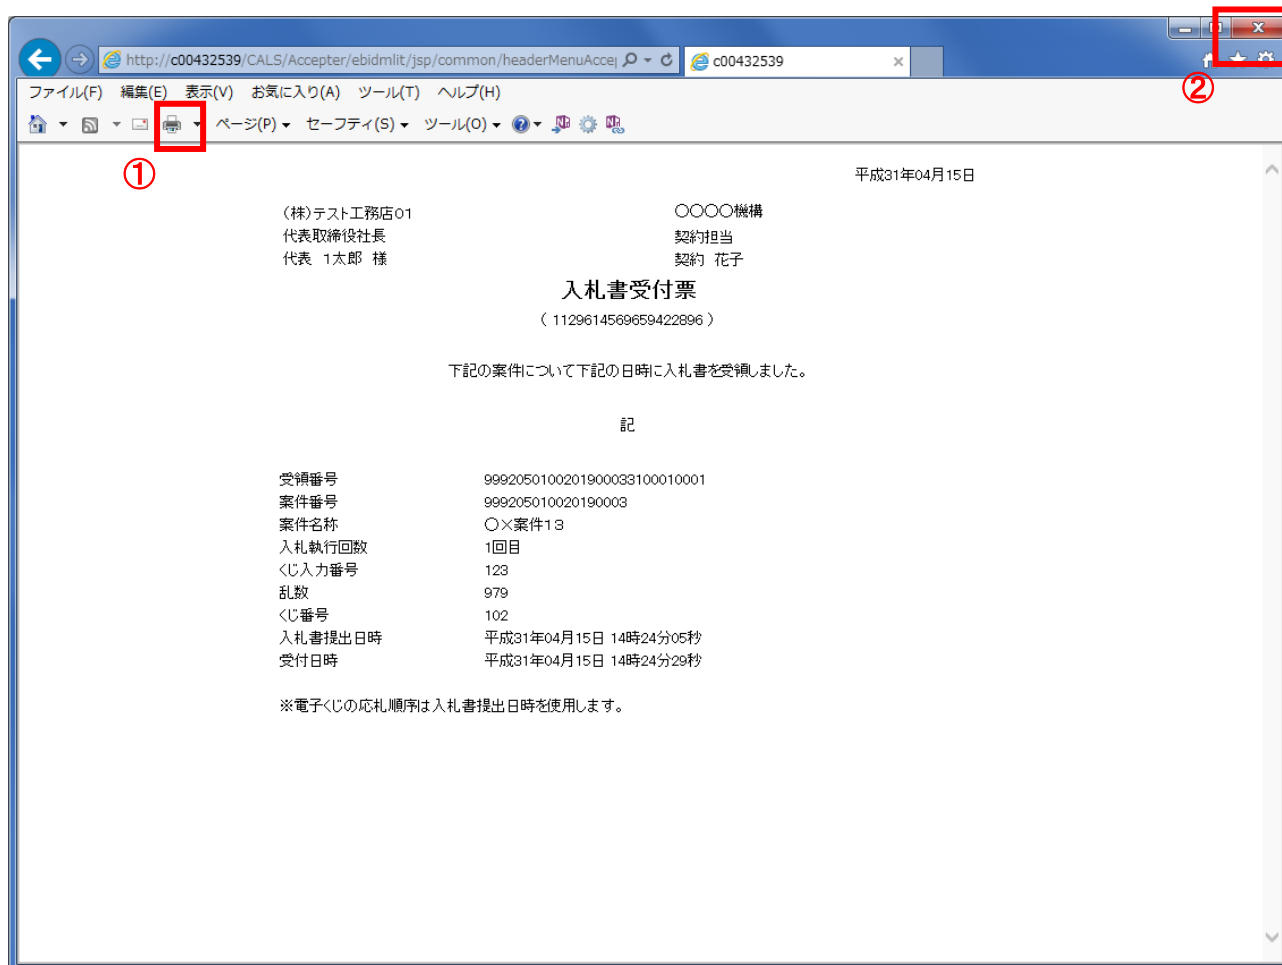 http://c00432539/CALS/Accepter/ebidmlit/jsp/common/headerMenuAcce
c00432539
ファイル(F) 編集(E) 表示(V) お気に入り(A) ツール(T) ヘルプ(H)
ページ(P) セーフティ(S) ツール(O)
①
②
平成31年04月15日
(株)テスト工務店01 〇〇〇〇機構
代表取締役社長 契約担当
代表 1太郎 様 契約 花子
入札書受付票
( 1129614569659422896 )
下記の案件について下記の日時に入札書を受領しました。
記
受領番号 9992050100201900033100010001
案件番号 999205010020190003
案件名称 〇×案件13
入札執行回数 1回目
くじ入力番号 123
乱数 979
くじ番号 102
入札書提出日時 平成31年04月15日 14時24分05秒
受付日時 平成31年04月15日 14時24分29秒
※電子くじの応札順序は入札書提出日時を使用します。